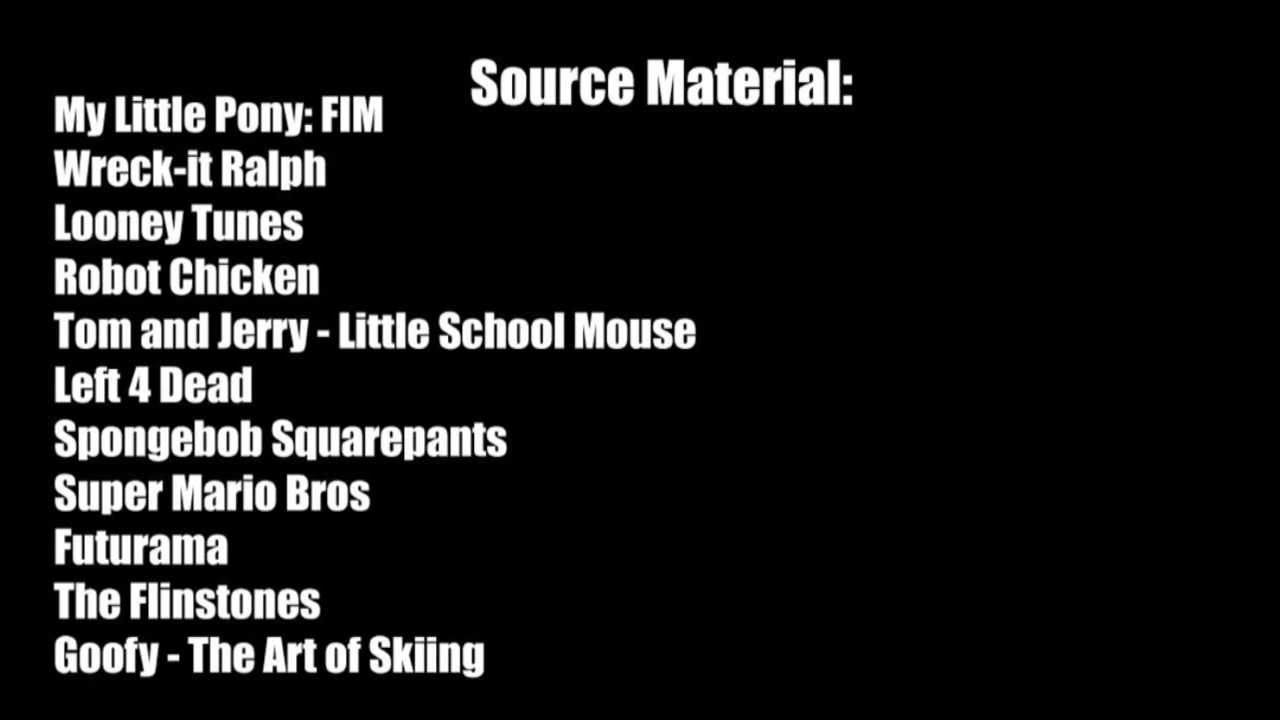 Source Material:
My Little Pony: FIM
Wreck-it Ralph
Looney Tunes
Robot Chicken
Tom and Jerry - Little School Mouse
Left 4 Dead
Spongebob Squarepants
Super Mario Bros
Futurama
The Flinstones
Goofy - The Art of Skiing